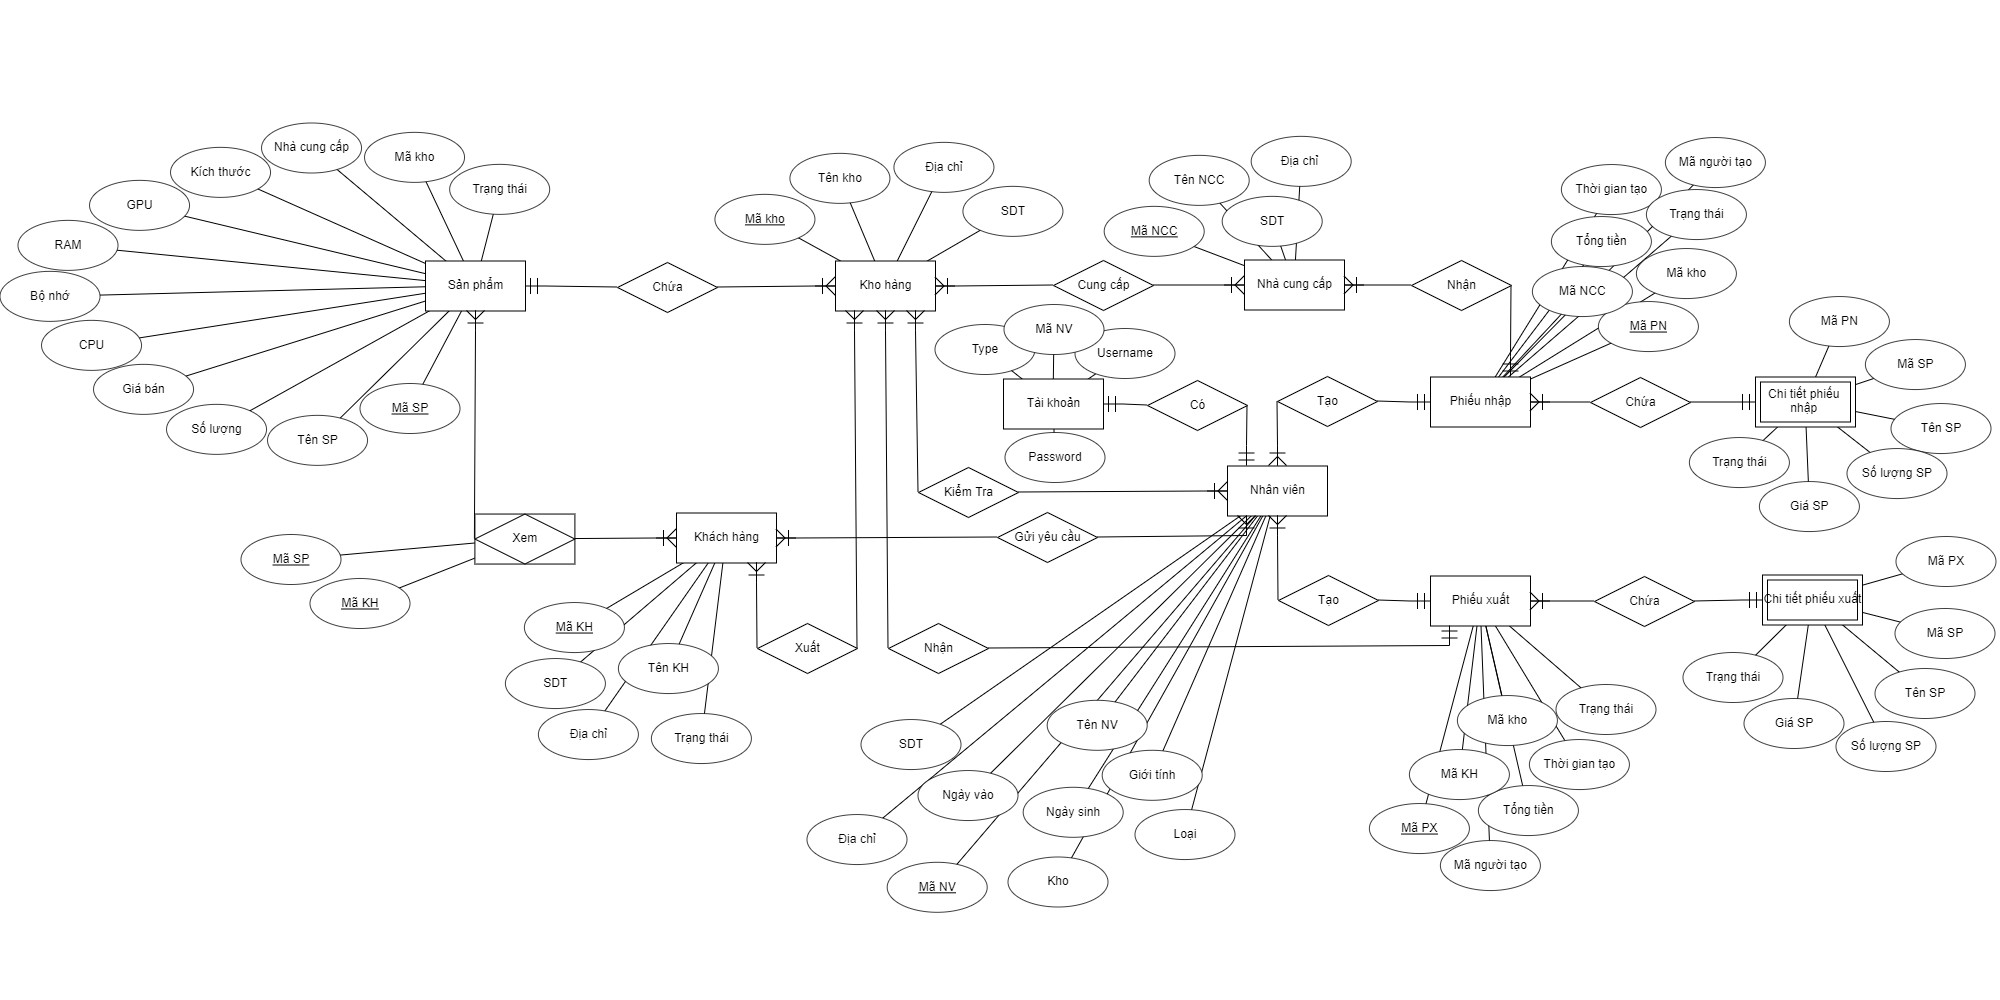 Nhà cung cấp
Mã kho
Kích thước
Trạng thái
GPU
RAM
Bộ nhớ
CPU
Giá bán
Số lượng
Tên SP
Mã SP
Sản phẩm
Chứa
Mã kho
Tên kho
Địa chỉ
SDT
Kho hàng
Cung cấp
Mã NCC
Tên NCC
SDT
Địa chỉ
Nhà cung cấp
Nhận
Mã người tạo
Thời gian tạo
Trạng thái
Tổng tiền
Mã kho
Mã NCC
Mã PN
Phiếu nhập
Chứa
Mã PN
Mã SP
Chi tiết phiếu
nhập
Tên SP
Số lượng SP
Giá SP
Trạng thái
Type
Mã NV
Username
Tài khoản
Password
Có
Tạo
Kiểm Tra
Nhân viên
Xem
Mã SP
Mã KH
Khách hàng
Gửi yêu cầu
Mã KH
SDT
Tên KH
Địa chỉ
Trạng thái
Xuất
Nhận
Tạo
Phiếu xuất
Chứa
Chi tiết phiếu xuất
Mã PX
Mã SP
Tên SP
Số lượng SP
Giá SP
Trạng thái
SDT
Tên NV
Ngày vào
Giới tính
Ngày sinh
Địa chỉ
Loại
Mã NV
Kho
Mã kho
Trạng thái
Mã KH
Thời gian tạo
Tổng tiền
Mã PX
Mã người tạo